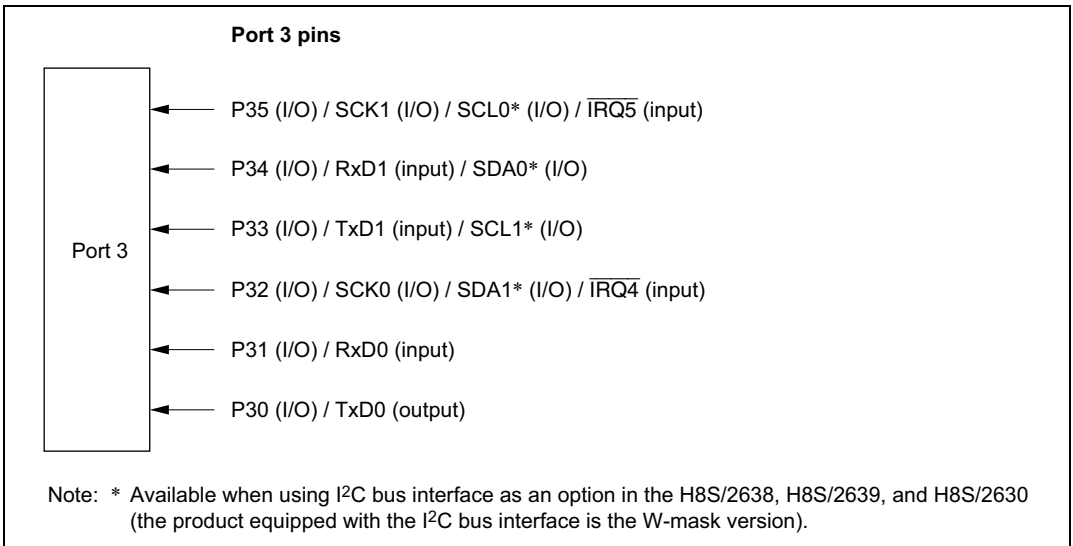 Port 3 pins
P35 (I/O) / SCK1 (I/O) / SCL0* (I/O) / I̅R̅Q̅5̅ (input)
P34 (I/O) / RxD1 (input) / SDA0* (I/O)
P33 (I/O) / TxD1 (input) / SCL1* (I/O)
Port 3
P32 (I/O) / SCK0 (I/O) / SDA1* (I/O) / I̅R̅Q̅4̅ (input)
P31 (I/O) / RxD0 (input)
P30 (I/O) / TxD0 (output)
Note: * Available when using I²C bus interface as an option in the H8S/2638, H8S/2639, and H8S/2630
(the product equipped with the I²C bus interface is the W-mask version).